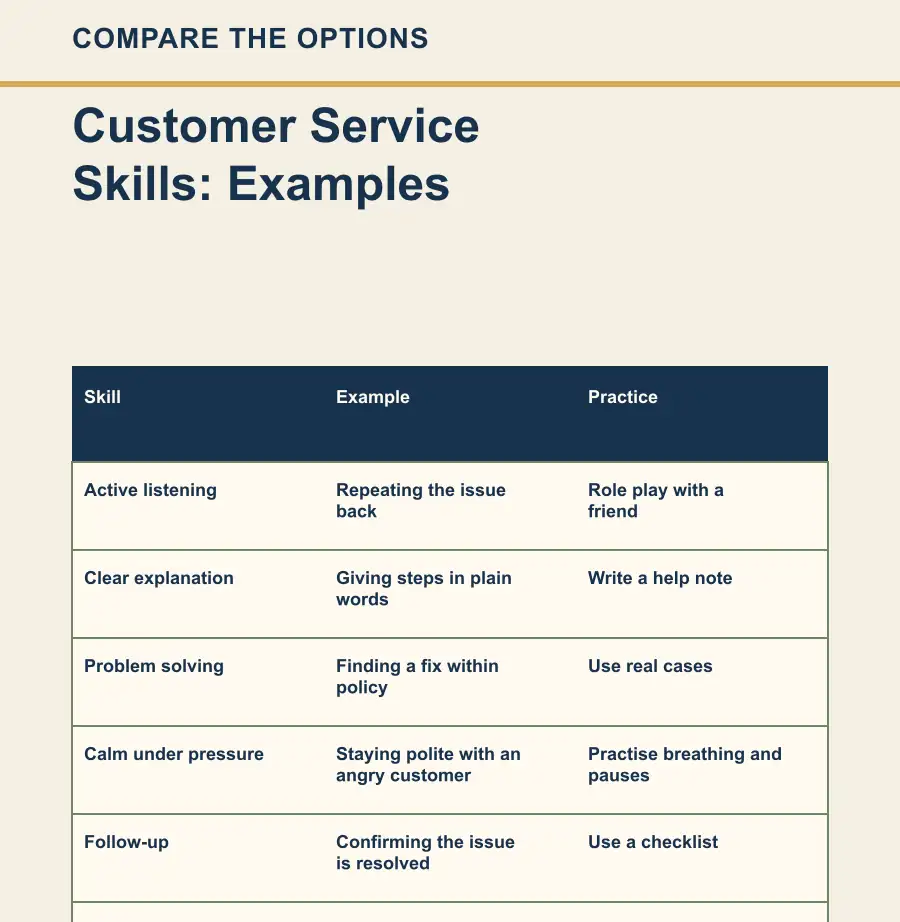 COMPARE THE OPTIONS
Customer Service
Skills: Examples
Skill Example Practice
Active listening Repeating the issue Role play with a
back friend
Clear explanation Giving steps in plain Write a help note
words
Problem solving Finding a fix within Use real cases
policy
Calm under pressure Staying polite with an Practise breathing and
angry customer pauses
Follow-up Confirming the issue Use a checklist
is resolved